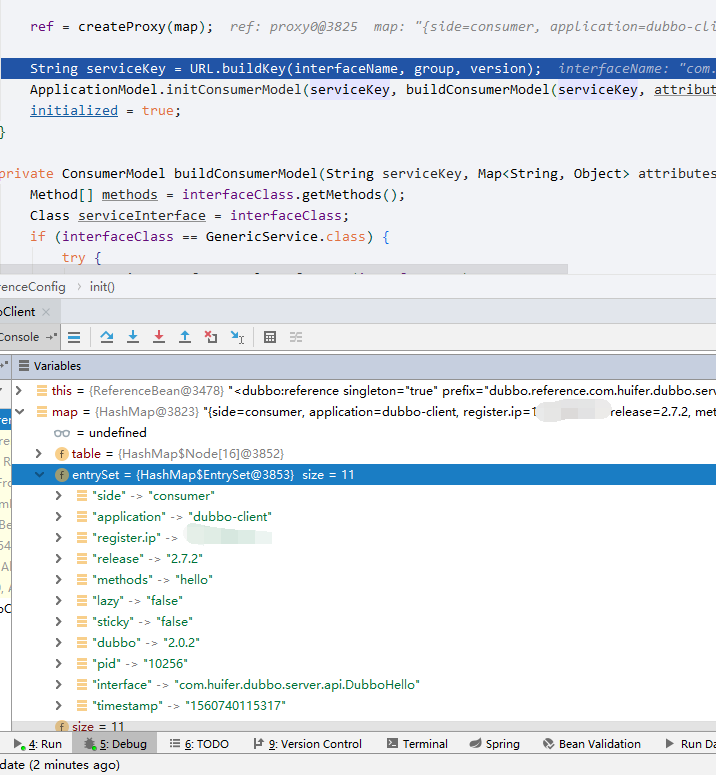 ref = createProxy(map);  ref: proxy0@3825  map: "{side=consumer, application=dubbo-cli
String serviceKey = URL.buildKey(interfaceName, group, version);  interfaceName: "com.
ApplicationModel.initConsumerModel(serviceKey, buildConsumerModel(serviceKey, attribut
initialized = true;
}
private ConsumerModel buildConsumerModel(String serviceKey, Map<String, Object> attributes
Method[] methods = interfaceClass.getMethods();
Class serviceInterface = interfaceClass;
if (interfaceClass == GenericService.class) {
try {
renceConfig › init()
oClient ×
Console
Variables
this = {ReferenceBean@3478} "<dubbo:reference singleton="true" prefix="dubbo.reference.com.huifer.dubbo.serv
map = {HashMap@3823} "{side=consumer, application=dubbo-client, register.ip=1 release=2.7.2, met
= undefined
table = {HashMap$Node[16]@3852}
entrySet = {HashMap$EntrySet@3853} size = 11
"side" -> "consumer"
"application" -> "dubbo-client"
"register.ip" ->
"release" -> "2.7.2"
"methods" -> "hello"
"lazy" -> "false"
"sticky" -> "false"
"dubbo" -> "2.0.2"
"pid" -> "10256"
"interface" -> "com.huifer.dubbo.server.api.DubboHello"
"timestamp" -> "1560740115317"
size = 11
4: Run 5: Debug 6: TODO 9: Version Control Terminal Spring Bean Validation Run Da
date (2 minutes ago)